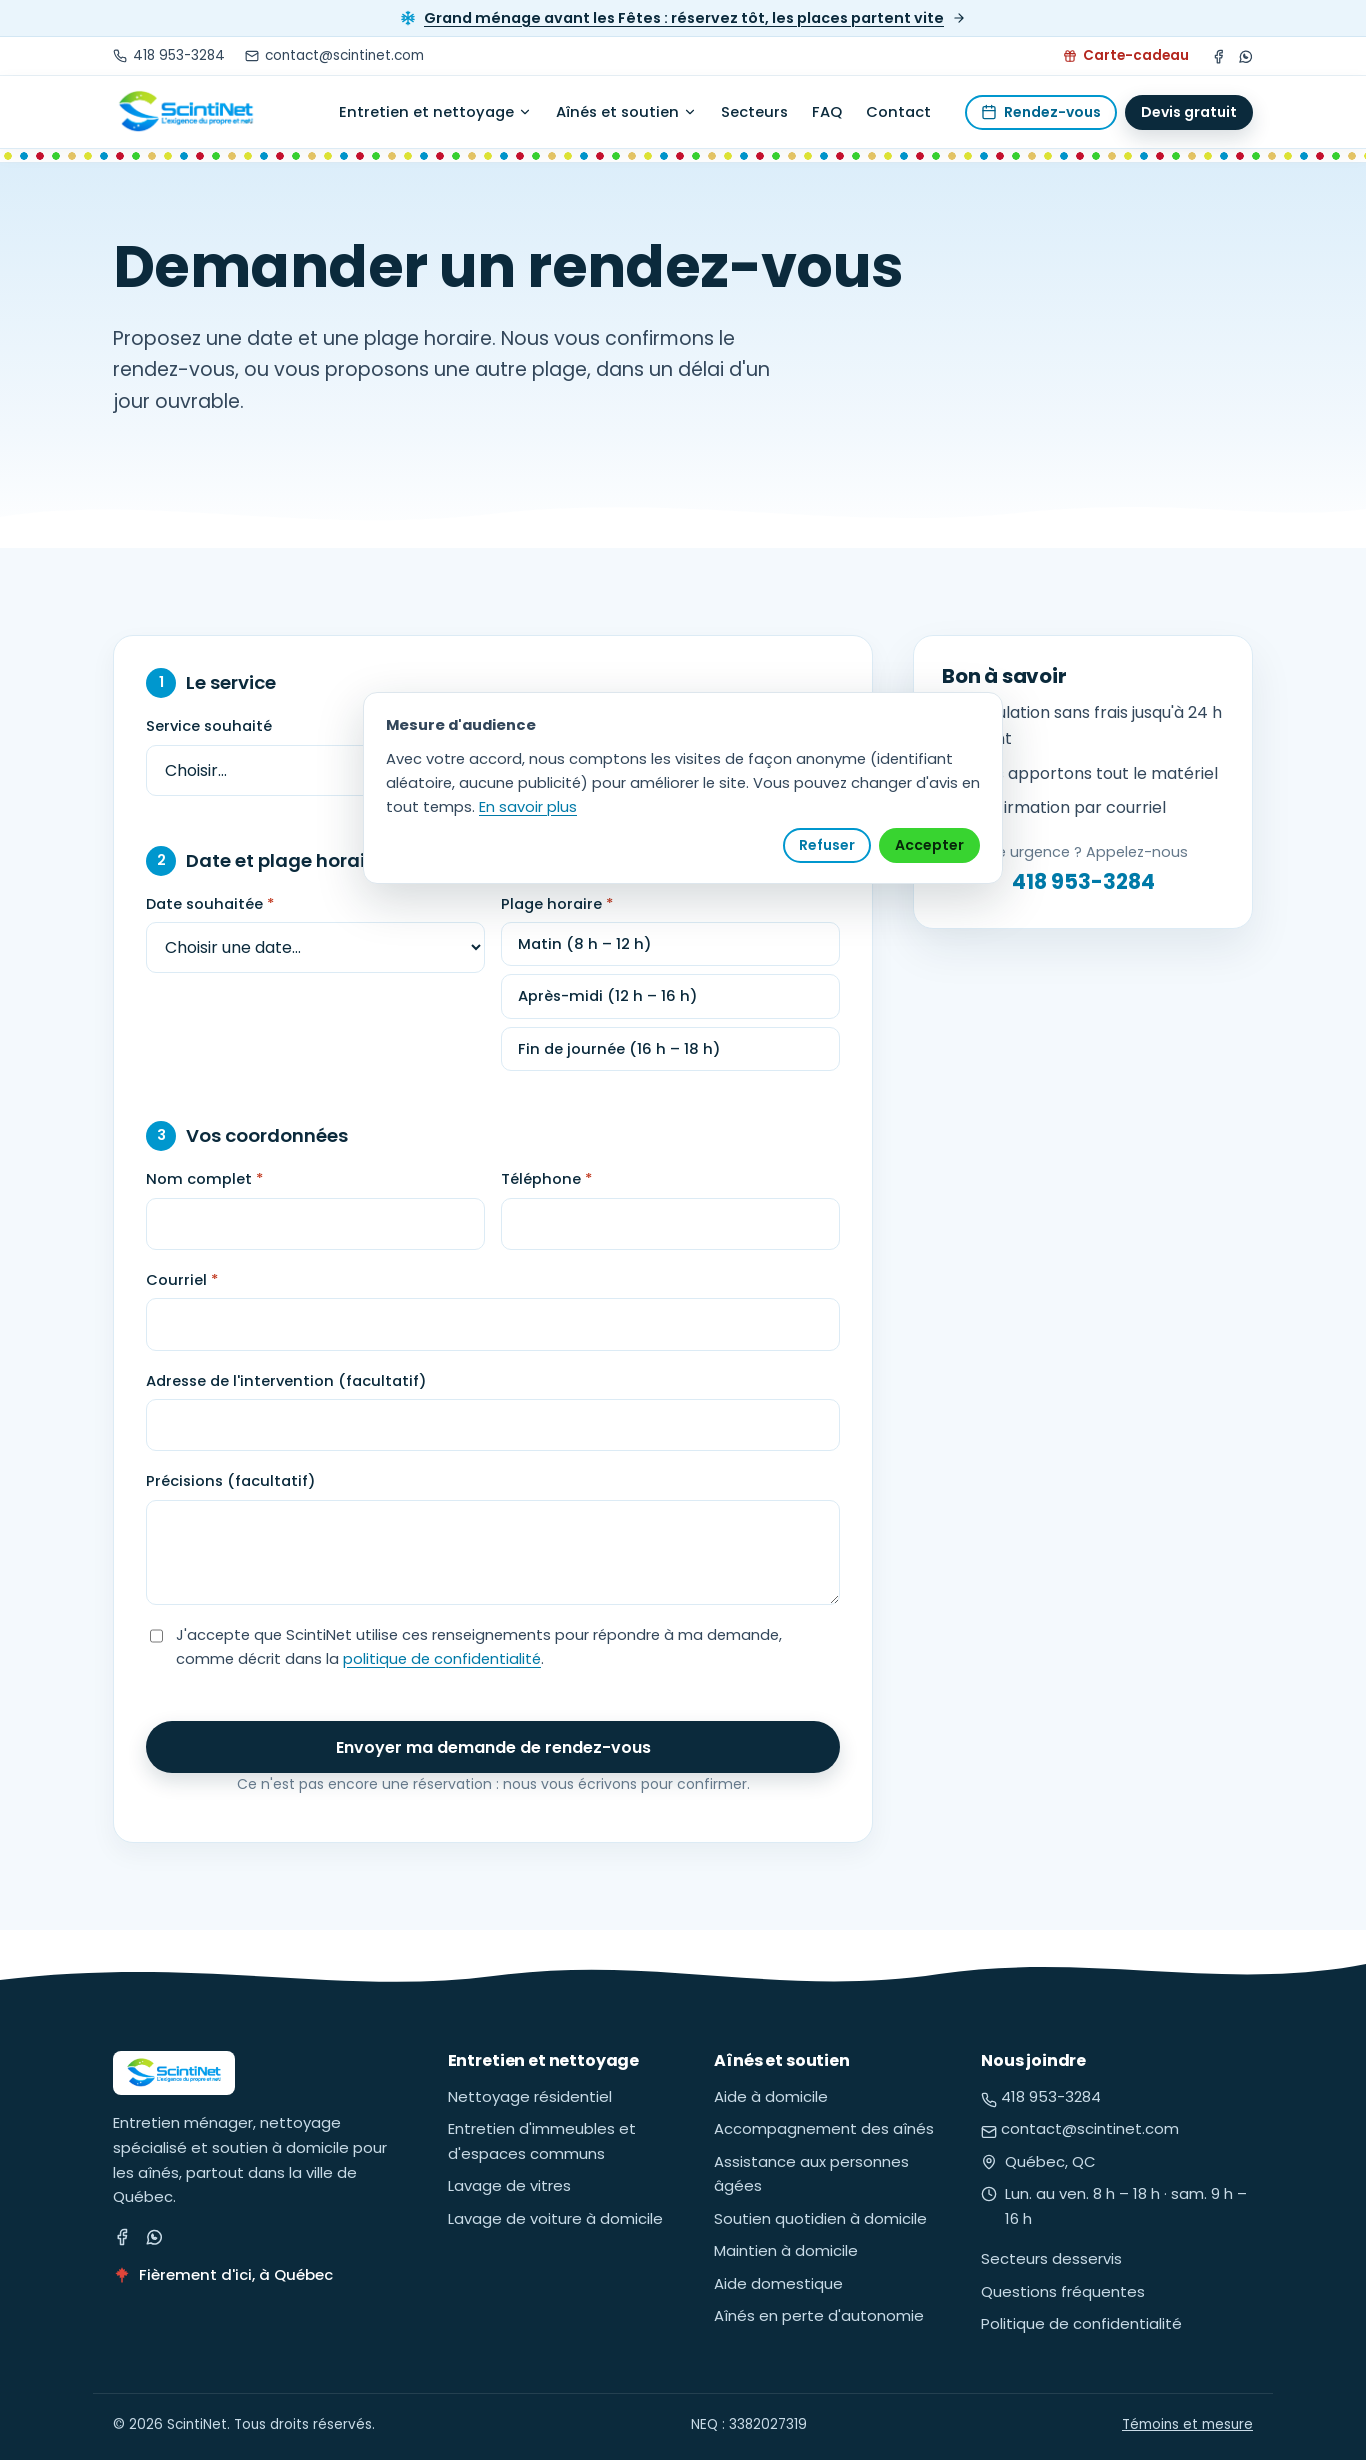 Grand ménage avant les Fêtes : réservez tôt, les places partent vite
418 953-3284
contact@scintinet.com
Carte-cadeau
ScintiNet
L'exigence du propre et net!
Entretien et nettoyage
Aînés et soutien
Secteurs
FAQ
Contact
Rendez-vous
Devis gratuit
Demander un rendez-vous
Proposez une date et une plage horaire. Nous vous confirmons le
rendez-vous, ou vous proposons une autre plage, dans un délai d'un
jour ouvrable.
1 Le service
Service souhaité
Choisir...
Mesure d'audience
Avec votre accord, nous comptons les visites de façon anonyme (identifiant
aléatoire, aucune publicité) pour améliorer le site. Vous pouvez changer d'avis en
tout temps. En savoir plus
Refuser
Accepter
2 Date et plage horai
Date souhaitée *
Choisir une date...
Plage horaire *
Matin (8 h – 12 h)
Après-midi (12 h – 16 h)
Fin de journée (16 h – 18 h)
3 Vos coordonnées
Nom complet *
Téléphone *
Courriel *
Adresse de l'intervention (facultatif)
Précisions (facultatif)
J'accepte que ScintiNet utilise ces renseignements pour répondre à ma demande,
comme décrit dans la politique de confidentialité.
Envoyer ma demande de rendez-vous
Ce n'est pas encore une réservation : nous vous écrivons pour confirmer.
Bon à savoir
sans frais jusqu'à 24 h
apportons tout le matériel
par courriel
urgence ? Appelez-nous
418 953-3284
ScintiNet
L'exigence du propre et net!
Entretien ménager, nettoyage
spécialisé et soutien à domicile pour
les aînés, partout dans la ville de
Québec.
Fièrement d'ici, à Québec
Entretien et nettoyage
Nettoyage résidentiel
Entretien d'immeubles et
d'espaces communs
Lavage de vitres
Lavage de voiture à domicile
Aînés et soutien
Aide à domicile
Accompagnement des aînés
Assistance aux personnes
âgées
Soutien quotidien à domicile
Maintien à domicile
Aide domestique
Aînés en perte d'autonomie
Nous joindre
418 953-3284
contact@scintinet.com
Québec, QC
Lun. au ven. 8 h – 18 h · sam. 9 h –
16 h
Secteurs desservis
Questions fréquentes
Politique de confidentialité
© 2026 ScintiNet. Tous droits réservés.
NEQ : 3382027319
Témoins et mesure